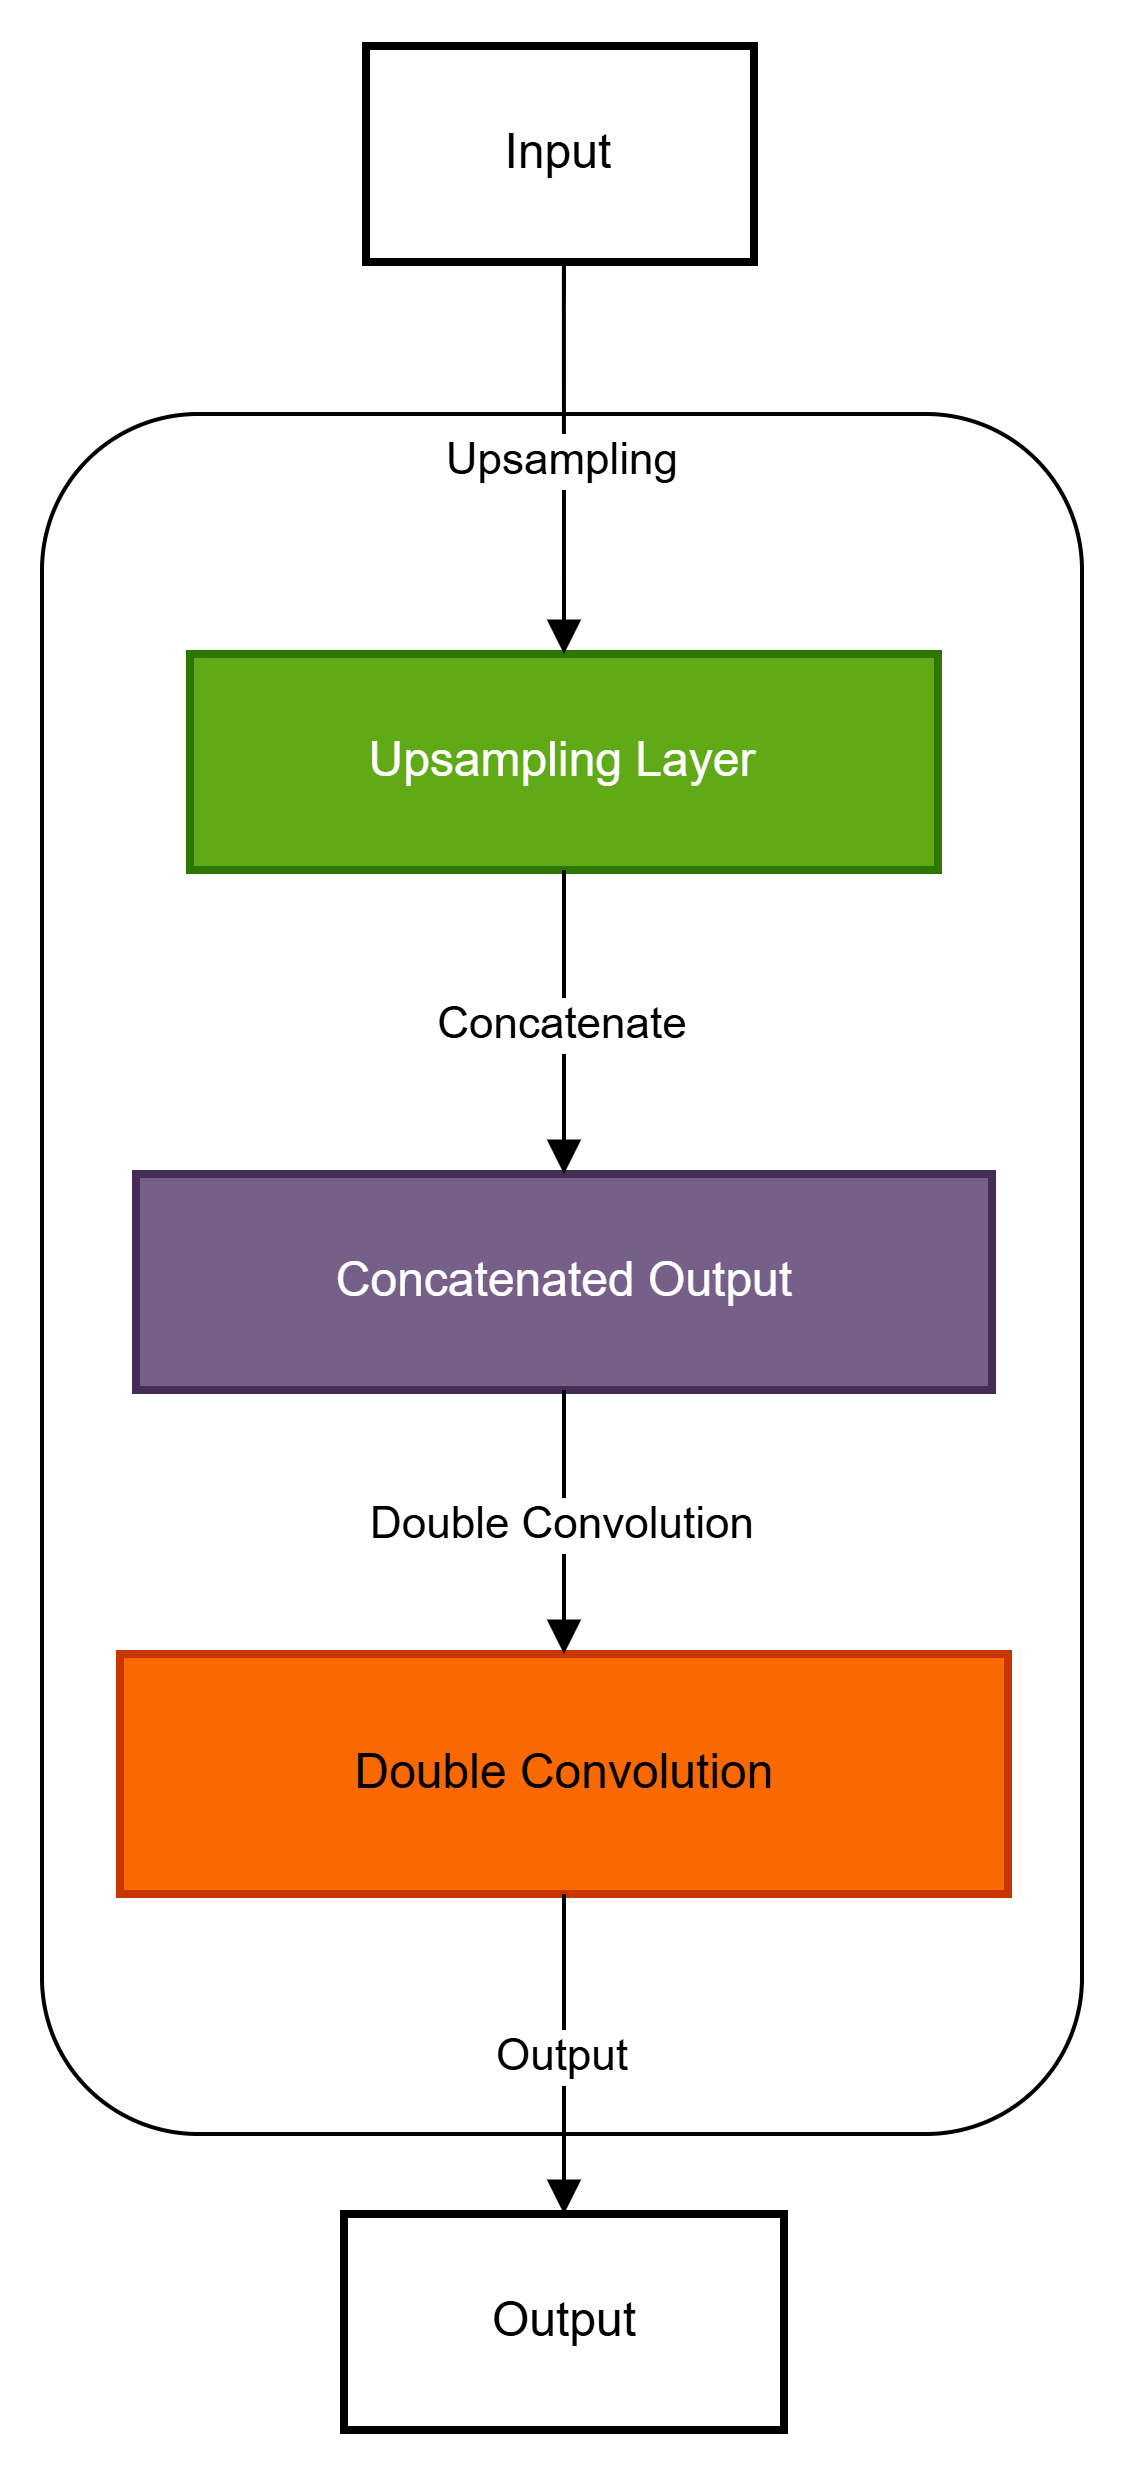 Input
Upsampling
Upsampling Layer
Concatenate
Concatenated Output
Double Convolution
Double Convolution
Output
Output